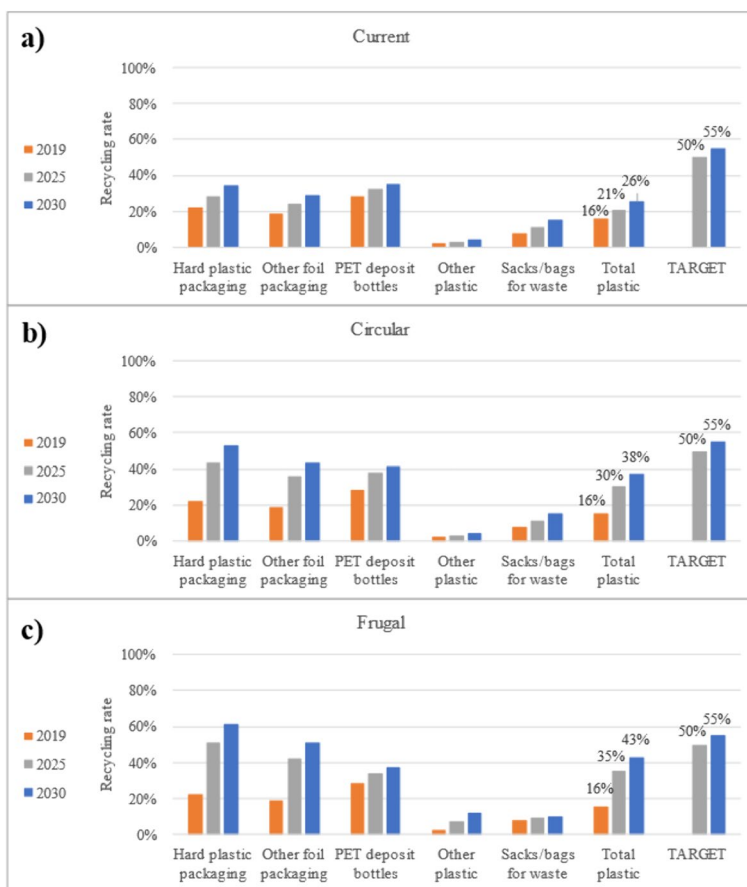 a)
Current
Recycling rate
100%
80%
60%
40%
20%
0%
2019
2025
2030
16%
21%
26%
50%
55%
Hard plastic
packaging
Other foil
packaging
PET deposit
bottles
Other
plastic
Sacks/bags
for waste
Total
plastic
TARGET
b)
Circular
Recycling rate
100%
80%
60%
40%
20%
0%
2019
2025
2030
16%
30%
38%
50%
55%
Hard plastic
packaging
Other foil
packaging
PET deposit
bottles
Other
plastic
Sacks/bags
for waste
Total
plastic
TARGET
c)
Frugal
Recycling rate
100%
80%
60%
40%
20%
0%
2019
2025
2030
16%
35%
43%
50%
55%
Hard plastic
packaging
Other foil
packaging
PET deposit
bottles
Other
plastic
Sacks/bags
for waste
Total
plastic
TARGET